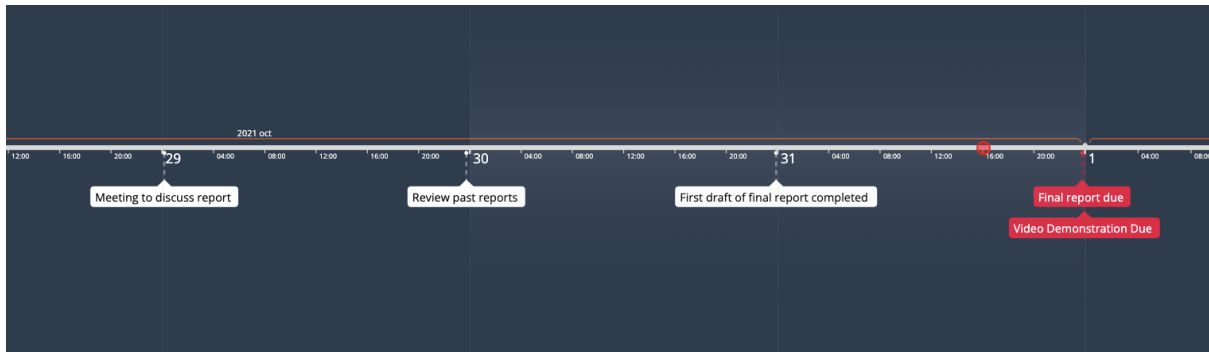 2021 oct
12:00 16:00 20:00 29 04:00 08:00 12:00 16:00 20:00 30 04:00 08:00 12:00 16:00 20:00 31 04:00 08:00 12:00 16:00 20:00 1 04:00 08:00
Meeting to discuss report Review past reports First draft of final report completed Final report due
Video Demonstration Due